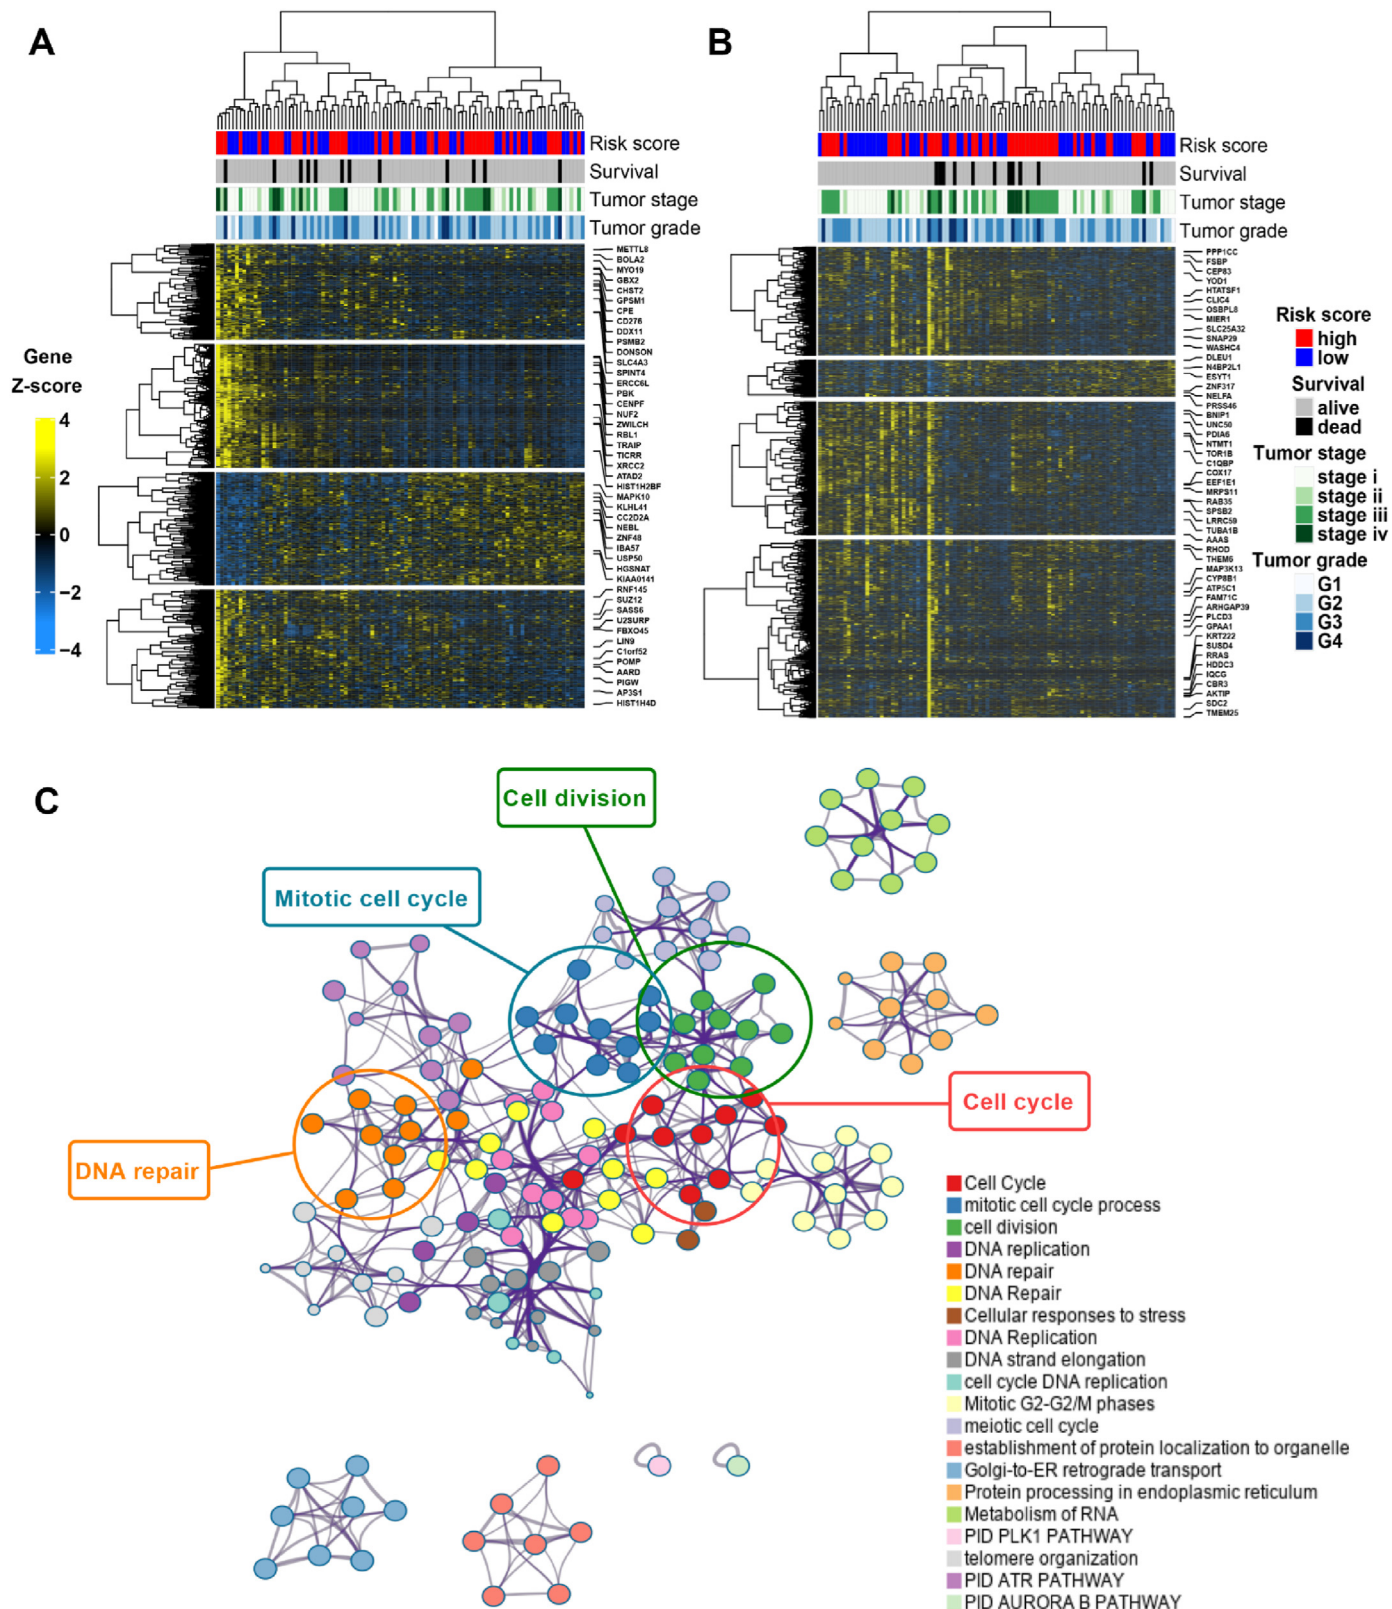 A
Risk score
Survival
Tumor stage
Tumor grade
METTL8
BOLA2
MYO19
GBX2
CHST2
GPSM1
CPE
CD276
DDX11
PSMB2
DONSON
SLC4A3
SPINT4
ERCC6L
PBK
CENPF
NUF2
ZWILCH
RBL1
TRAIP
TICRR
XRCC2
ATAD2
HIST1H2BF
MAPK10
KLHL41
CC2D2A
NEBL
ZNF48
IBA57
USP50
HGSNAT
KIAA0141
RNF145
SUZ12
SASS6
U2SURP
FBXO45
LIN9
C1orf52
POMP
AARD
PIGW
AP3S1
HIST1H4D
Gene
Z-score
4
2
0
−2
−4
B
Risk score
Survival
Tumor stage
Tumor grade
PPP1CC
FSBP
CEP83
YOD1
HTATSF1
CLIC4
OSBPL8
MIER1
SLC25A32
SNAP29
WASHC4
DLEU1
N4BP2L1
ESYT1
ZNF317
NELFA
PRSS46
BNIP1
UNC50
PDIA6
NTMT1
TOR1B
C1QBP
COX17
EEF1E1
MRPS11
RAB35
SPSB2
LRRC59
TUBA1B
AAAS
RHOD
THEM6
MAP3K13
CYP8B1
ATP5C1
FAM71C
ARHGAP39
PLCD3
GPAA1
KRT222
SUSD4
RRAS
HDDC3
IQCG
CBR3
AKTIP
SDC2
TMEM25
Risk score
high
low
Survival
alive
dead
Tumor stage
stage i
stage ii
stage iii
stage iv
Tumor grade
G1
G2
G3
G4
C
Cell division
Mitotic cell cycle
Cell cycle
DNA repair
Cell Cycle
mitotic cell cycle process
cell division
DNA replication
DNA repair
DNA Repair
Cellular responses to stress
DNA Replication
DNA strand elongation
cell cycle DNA replication
Mitotic G2-G2/M phases
meiotic cell cycle
establishment of protein localization to organelle
Golgi-to-ER retrograde transport
Protein processing in endoplasmic reticulum
Metabolism of RNA
PID PLK1 PATHWAY
telomere organization
PID ATR PATHWAY
PID AURORA B PATHWAY